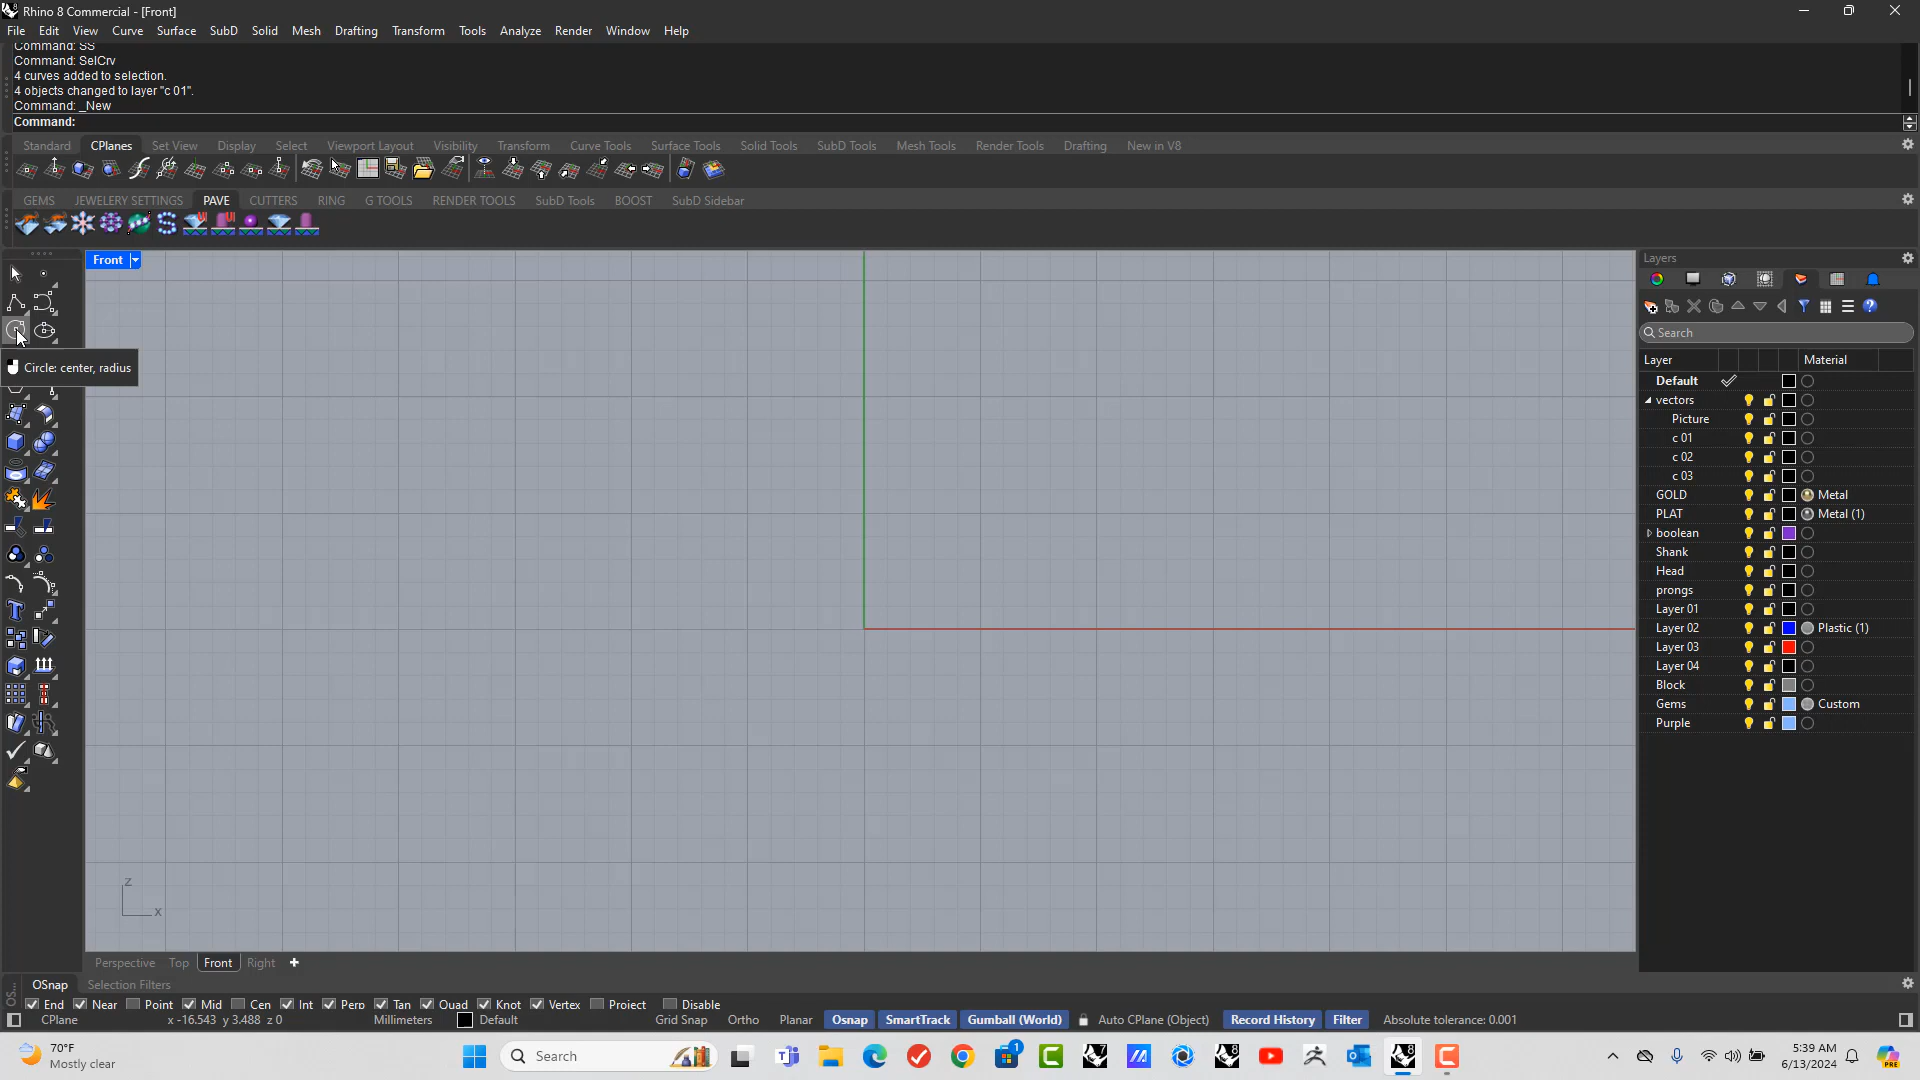 Rhino 8 Commercial - [Front]
File Edit View Curve Surface SubD Solid Mesh Drafting Transform Tools Analyze Render Window Help
Command: SS
Command: SelCrv
4 curves added to selection.
4 objects changed to layer "c 01".
Command: _New
Command:
Standard CPlanes Set View Display Select Viewport Layout Visibility Transform Curve Tools Surface Tools Solid Tools SubD Tools Mesh Tools Render Tools Drafting New in V8
GEMS JEWELERY SETTINGS PAVE CUTTERS RING G TOOLS RENDER TOOLS SubD Tools BOOST SubD Sidebar
Front
Circle: center, radius
z
x
Layers
Search
Layer Material
Default
vectors
Picture
c 01
c 02
c 03
GOLD Metal
PLAT Metal (1)
boolean
Shank
Head
prongs
Layer 01
Layer 02 Plastic (1)
Layer 03
Layer 04
Block
Gems Custom
Purple
Perspective Top Front Right
OSnap Selection Filters
End Near Point Mid Cen Int Perp Tan Quad Knot Vertex Project Disable
CPlane x -16.543 y 3.488 z 0 Millimeters Default Grid Snap Ortho Planar Osnap SmartTrack Gumball (World) Auto CPlane (Object) Record History Filter Absolute tolerance: 0.001
70°F
Mostly clear
Search
1
5:39 AM
6/13/2024